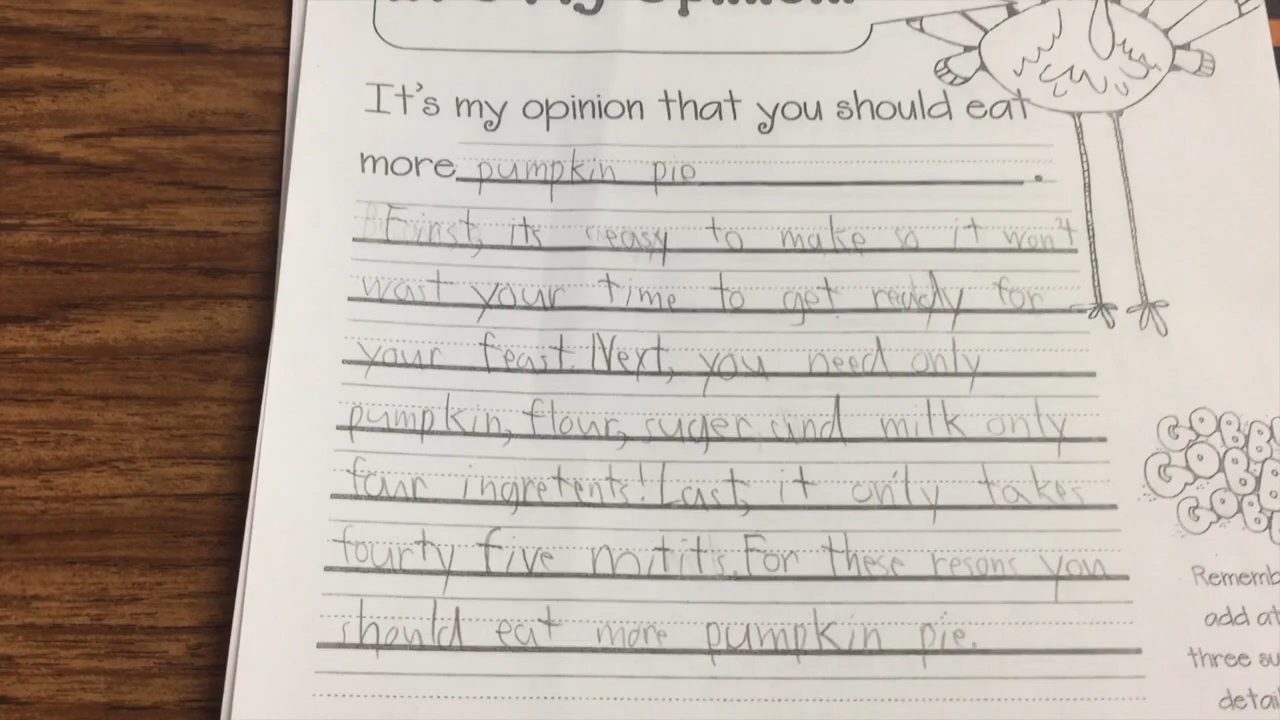 It's my opinion that you should eat
more pumpkin pie.
First, its easy to make so it won't
wast your time to get ready for
your feast. Next, you need only
pumpkin, flour, suger, and milk only
four ingretents! Last, it only takes
fourty five mitits. For these resons you
should eat more pumpkin pie.
GOBB
GOBB
GOBB
Rememb
add at
three su
detai